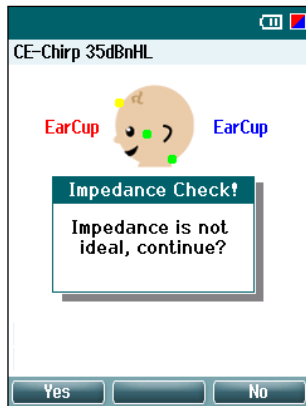 CE-Chirp 35dBnHL
EarCup EarCup
Impedance Check!
Impedance is not
ideal, continue?
Yes No